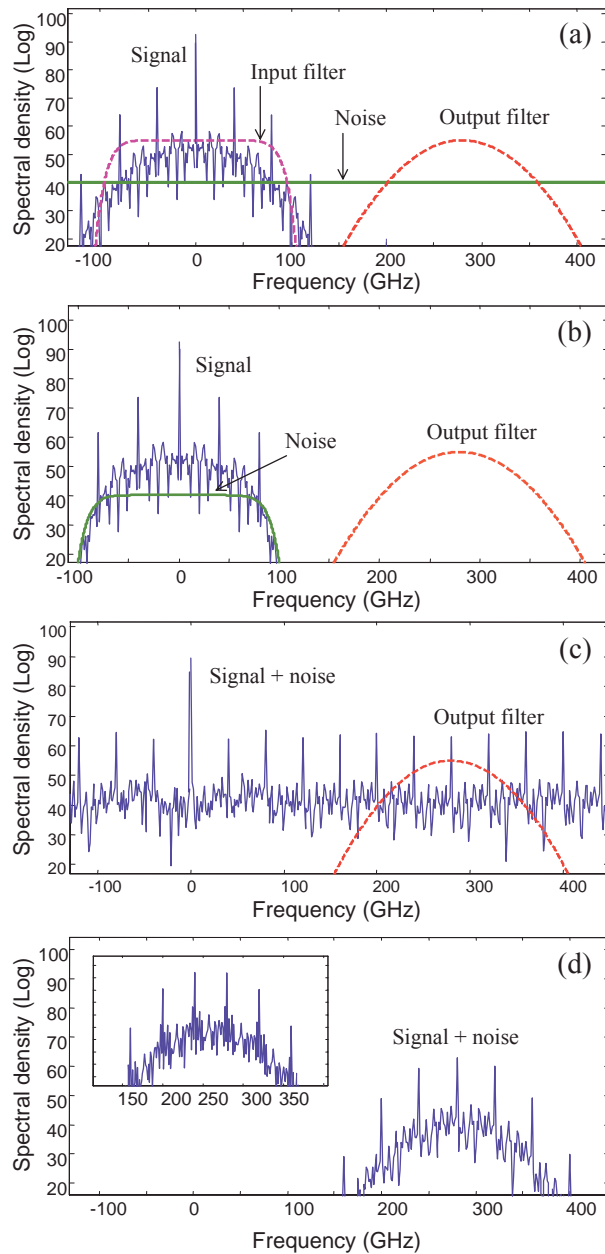 (a)
Spectral density (Log)
100
90
80
70
60
50
40
30
20
Signal
Input filter
Noise
Output filter
-100 0 100 200 300 400
Frequency (GHz)
(b)
Spectral density (Log)
100
90
80
70
60
50
40
30
20
Signal
Noise
Output filter
-100 0 100 200 300 400
Frequency (GHz)
(c)
Spectral density (Log)
100
90
80
70
60
50
40
30
20
Signal + noise
Output filter
-100 0 100 200 300 400
Frequency (GHz)
(d)
Spectral density (Log)
100
90
80
70
60
50
40
30
20
150 200 250 300 350
Signal + noise
-100 0 100 200 300 400
Frequency (GHz)